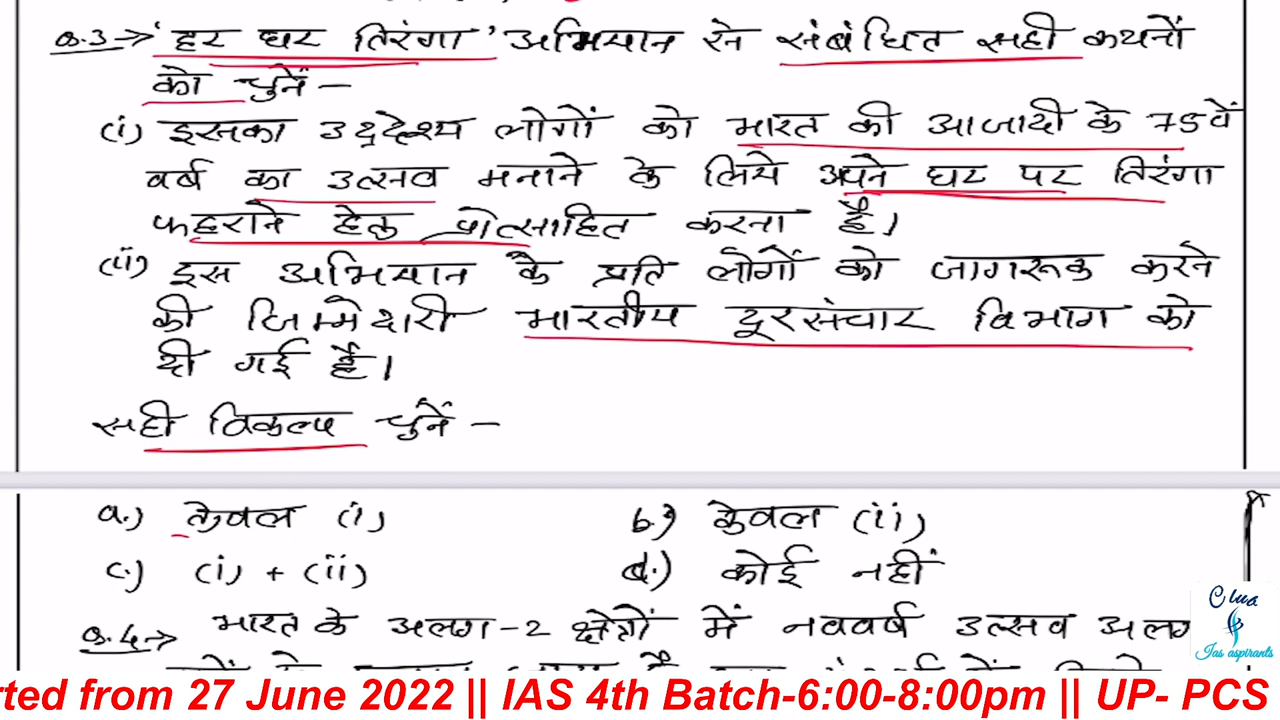 Q.3→ 'हर घर तिरंगा' अभियान से संबंधित सही कथनों
को चुनें –
(i) इसका उद्देश्य लोगों को भारत की आजादी के 75वें
वर्ष का उत्सव मनाने के लिये अपने घर पर तिरंगा
फहराने हेतु प्रोत्साहित करना है।
(ii) इस अभियान के प्रति लोगों को जागरूक करने
की जिम्मेदारी भारतीय दूरसंचार विभाग को
दी गई है।
सही विकल्प चुनें –
a.) केवल (i) b.) केवल (ii)
c.) (i) + (ii) d.) कोई नहीं
Q.4→ भारत के अलग-2 क्षेत्रों में नववर्ष उत्सव अलग
Clua
Ias aspirants
rted from 27 June 2022 || IAS 4th Batch-6:00-8:00pm || UP- PCS